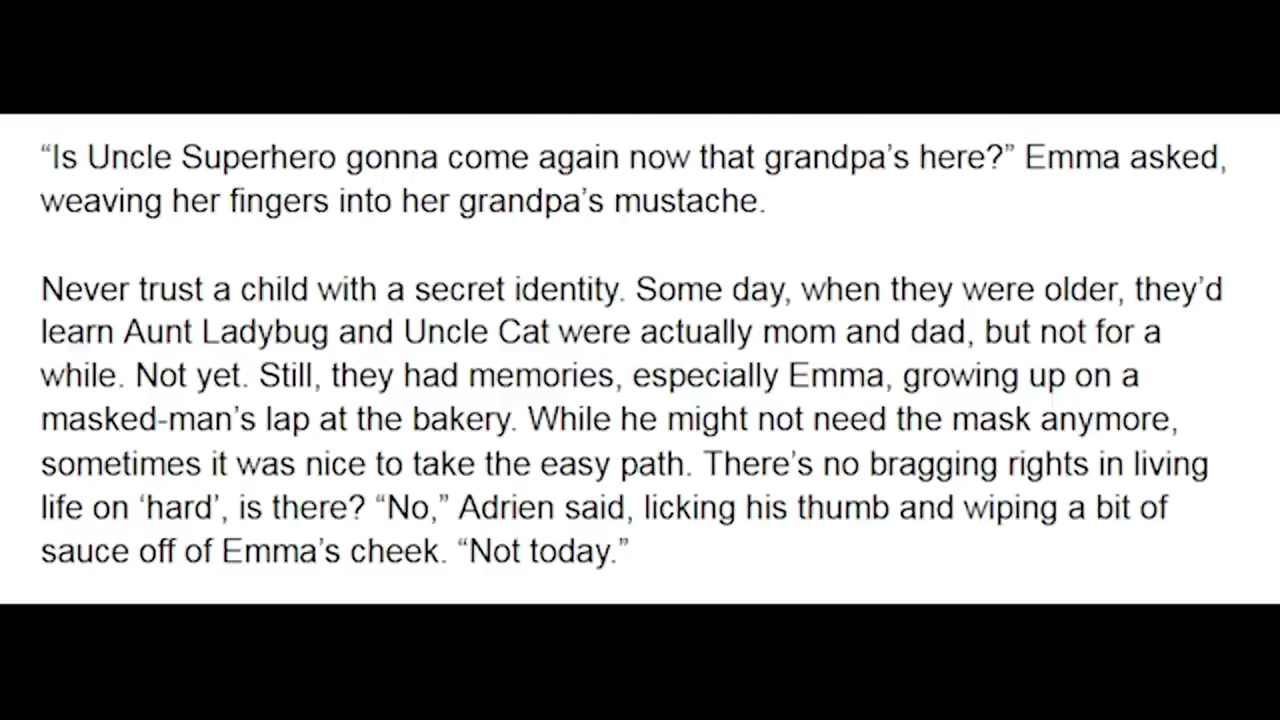 “Is Uncle Superhero gonna come again now that grandpa’s here?” Emma asked,
weaving her fingers into her grandpa’s mustache.
Never trust a child with a secret identity. Some day, when they were older, they’d
learn Aunt Ladybug and Uncle Cat were actually mom and dad, but not for a
while. Not yet. Still, they had memories, especially Emma, growing up on a
masked-man’s lap at the bakery. While he might not need the mask anymore,
sometimes it was nice to take the easy path. There’s no bragging rights in living
life on ‘hard’, is there? “No,” Adrien said, licking his thumb and wiping a bit of
sauce off of Emma’s cheek. “Not today.”